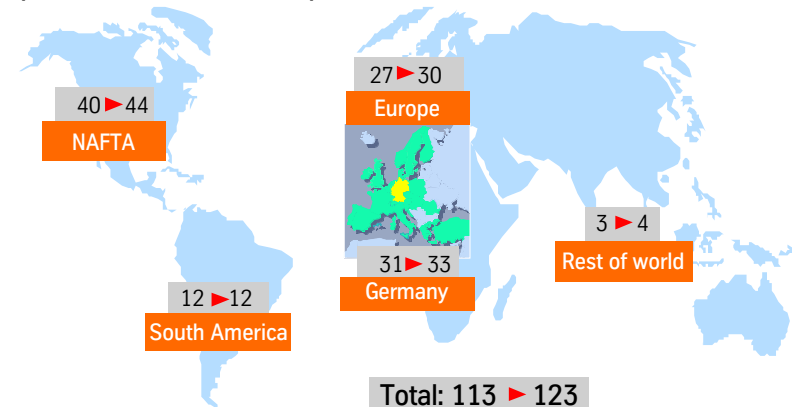 27 ► 30
Europe
40 ► 44
NAFTA
3 ► 4
Rest of world
31 ► 33
Germany
12 ► 12
South America
Total: 113 ► 123